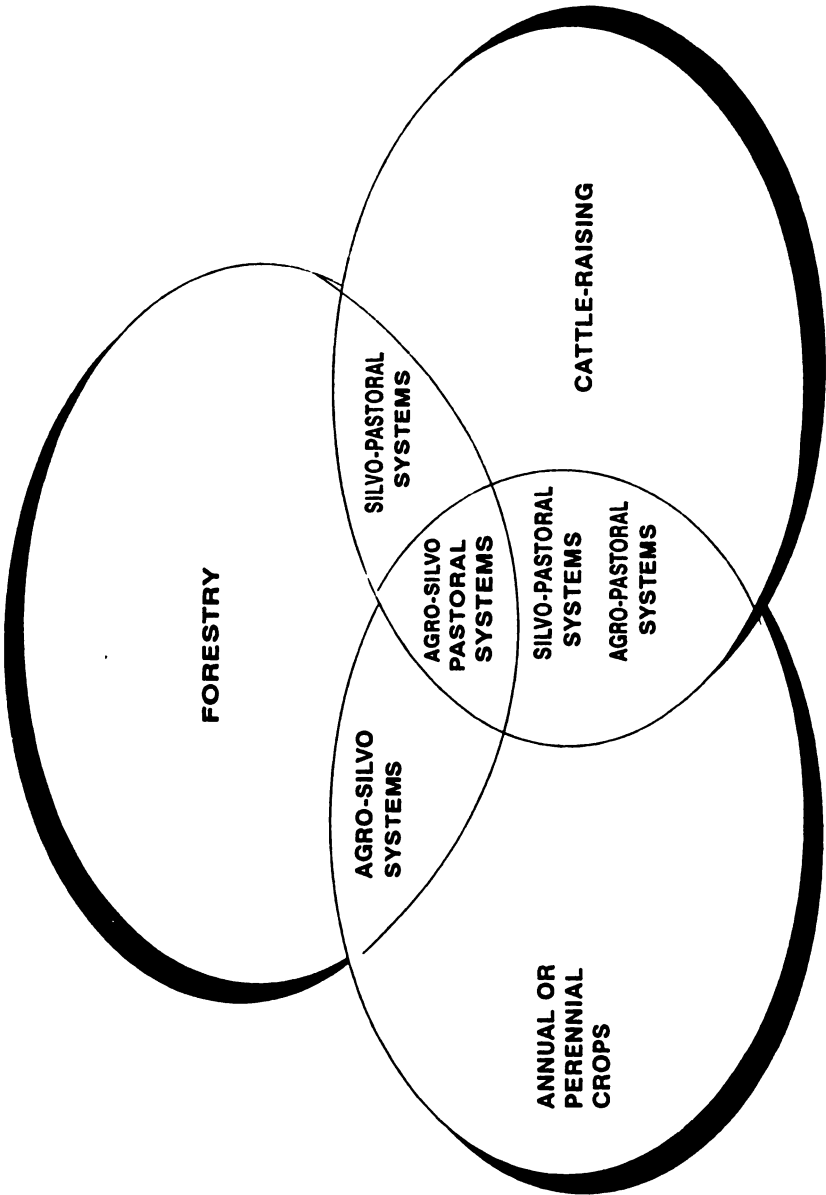 FORESTRY
AGRO-SILVO
SYSTEMS
SILVO-PASTORAL
SYSTEMS
AGRO-SILVO
PASTORAL
SYSTEMS
SILVO-PASTORAL
SYSTEMS
AGRO-PASTORAL
SYSTEMS
ANNUAL OR
PERENNIAL
CROPS
CATTLE-RAISING